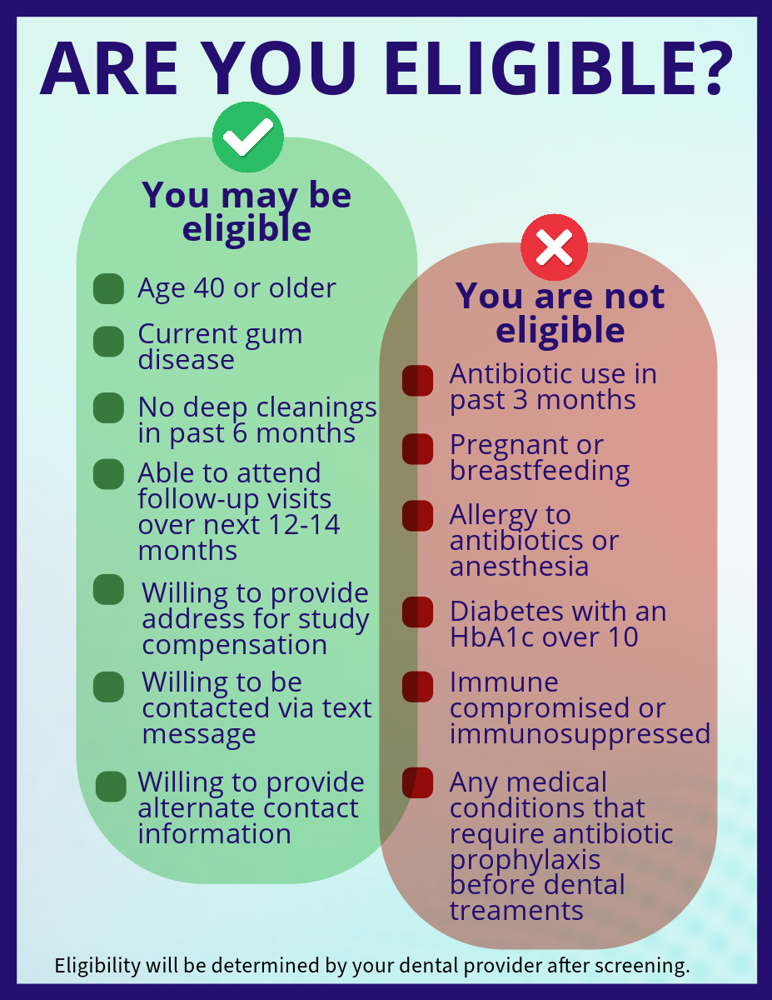 ARE YOU ELIGIBLE?
You may be
eligible
Age 40 or older
Current gum
disease
No deep cleanings
in past 6 months
Able to attend
follow-up visits
over next 12-14
months
Willing to provide
address for study
compensation
Willing to be
contacted via text
message
Willing to provide
alternate contact
information
You are not
eligible
Antibiotic use in
past 3 months
Pregnant or
breastfeeding
Allergy to
antibiotics or
anesthesia
Diabetes with an
HbA1c over 10
Immune
compromised or
immunosuppressed
Any medical
conditions that
require antibiotic
prophylaxis
before dental
treaments
Eligibility will be determined by your dental provider after screening.